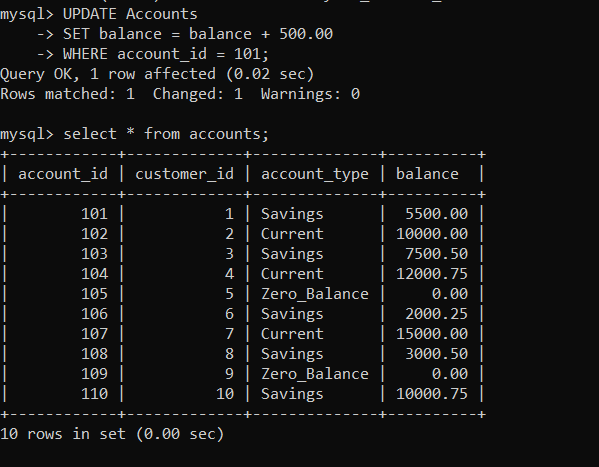 mysql> UPDATE Accounts
    -> SET balance = balance + 500.00
    -> WHERE account_id = 101;
Query OK, 1 row affected (0.02 sec)
Rows matched: 1  Changed: 1  Warnings: 0

mysql> select * from accounts;
+------------+-------------+--------------+----------+
| account_id | customer_id | account_type | balance  |
+------------+-------------+--------------+----------+
|        101 |           1 | Savings      |  5500.00 |
|        102 |           2 | Current      | 10000.00 |
|        103 |           3 | Savings      |  7500.50 |
|        104 |           4 | Current      | 12000.75 |
|        105 |           5 | Zero_Balance |     0.00 |
|        106 |           6 | Savings      |  2000.25 |
|        107 |           7 | Current      | 15000.00 |
|        108 |           8 | Savings      |  3000.50 |
|        109 |           9 | Zero_Balance |     0.00 |
|        110 |          10 | Savings      | 10000.75 |
+------------+-------------+--------------+----------+
10 rows in set (0.00 sec)